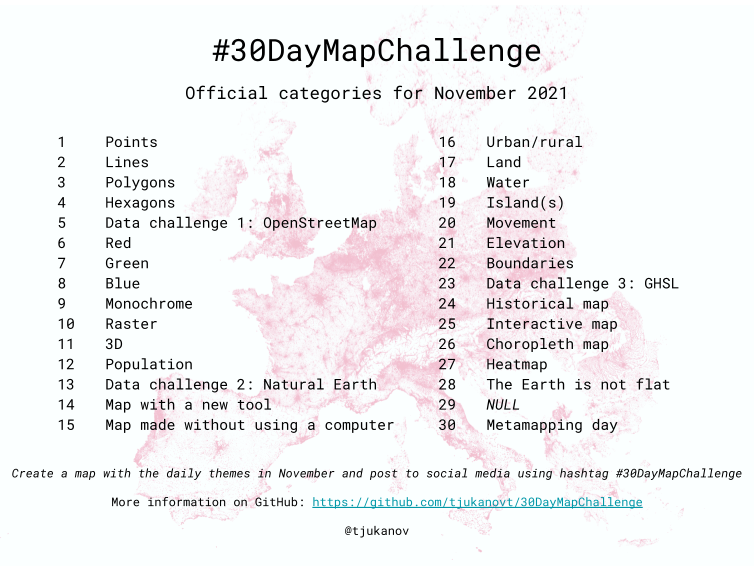 #30DayMapChallenge
Official categories for November 2021
1 Points
2 Lines
3 Polygons
4 Hexagons
5 Data challenge 1: OpenStreetMap
6 Red
7 Green
8 Blue
9 Monochrome
10 Raster
11 3D
12 Population
13 Data challenge 2: Natural Earth
14 Map with a new tool
15 Map made without using a computer
16 Urban/rural
17 Land
18 Water
19 Island(s)
20 Movement
21 Elevation
22 Boundaries
23 Data challenge 3: GHSL
24 Historical map
25 Interactive map
26 Choropleth map
27 Heatmap
28 The Earth is not flat
29 NULL
30 Metamapping day
Create a map with the daily themes in November and post to social media using hashtag #30DayMapChallenge
More information on GitHub: https://github.com/tjukanovt/30DayMapChallenge
@tjukanov